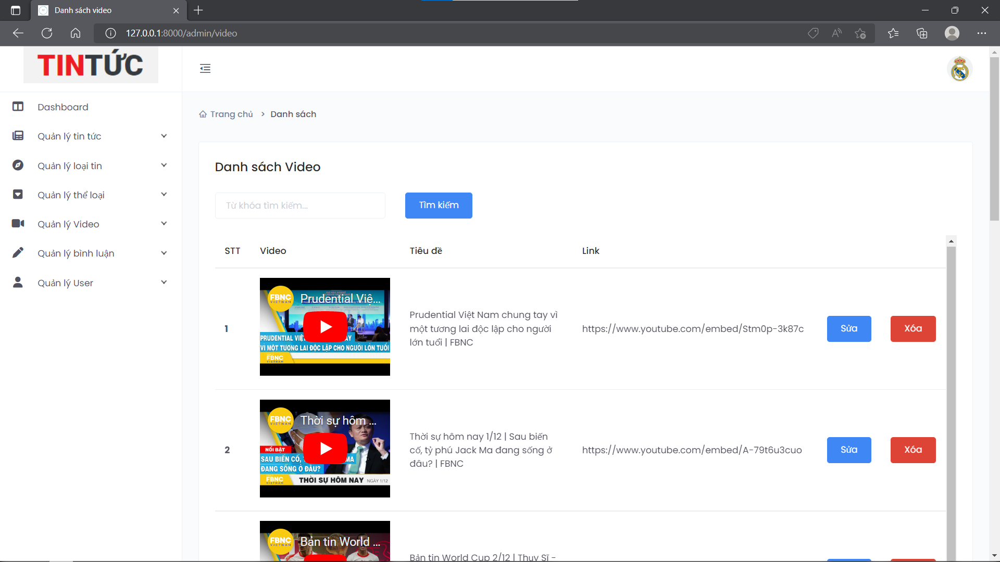 Danh sách video
127.0.0.1:8000/admin/video
TINTỨC
Dashboard
Quản lý tin tức
Quản lý loại tin
Quản lý thể loại
Quản lý Video
Quản lý bình luận
Quản lý User
Trang chủ > Danh sách
Danh sách Video
Từ khóa tìm kiếm...
Tìm kiếm
STT Video Tiêu đề Link
1
FBNC
VIETNAM
Prudential Việ...
PRUDENTIAL VIỆ AY
VÌ MỘT TƯƠNG LAI ĐỘC LẬP CHO NGƯỜI LỚN TUỔI
FBNC
VIETNAM
Prudential Việt Nam chung tay vì
một tương lai độc lập cho người
lớn tuổi | FBNC
https://www.youtube.com/embed/Stm0p-3k87c
Sửa
Xóa
2
FBNC
VIETNAM
Thời sự hôm ...
NỔI BẬT
SAU BIẾN CỐ, MA
ĐANG SỐNG Ở ĐÂU?
FBNC
VIETNAM
THỜI SỰ HÔM NAY NGÀY 1/12
Thời sự hôm nay 1/12 | Sau biến
cố, tỷ phú Jack Ma đang sống ở
đâu? | FBNC
https://www.youtube.com/embed/A-79t6u3cuo
Sửa
Xóa
FBNC
VIETNAM
Bản tin World ...
Bản tin World Cup 2/12 | Thụy Sĩ -